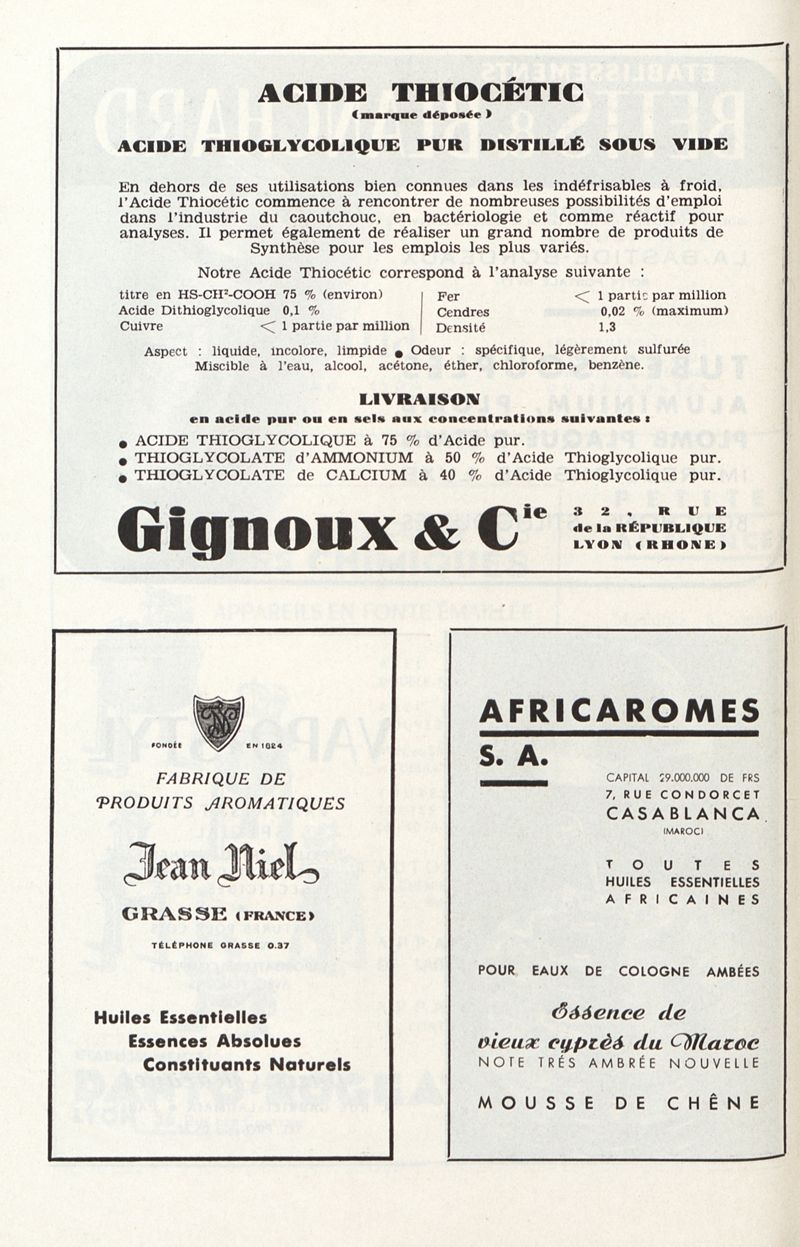 ACIDE THIOCÉTIC
(marque déposée)
ACIDE THIOGLYCOLIQUE PUR DISTILLÉ SOUS VIDE
En dehors de ses utilisations bien connues dans les indéfrisables à froid,
l'Acide Thiocétic commence à rencontrer de nombreuses possibilités d'emploi
dans l'industrie du caoutchouc, en bactériologie et comme réactif pour
analyses. Il permet également de réaliser un grand nombre de produits de
Synthèse pour les emplois les plus variés.
Notre Acide Thiocétic correspond à l'analyse suivante :
titre en HS-CH²-COOH 75 % (environ)
Acide Dithioglycolique 0,1 %
Cuivre < 1 partie par million
Fer < 1 partie par million
Cendres 0,02 % (maximum)
Densité 1,3
Aspect : liquide, incolore, limpide • Odeur : spécifique, légèrement sulfurée
Miscible à l'eau, alcool, acétone, éther, chloroforme, benzène.
LIVRAISON
en acide pur ou en sels aux concentrations suivantes :
• ACIDE THIOGLYCOLIQUE à 75 % d'Acide pur.
• THIOGLYCOLATE d'AMMONIUM à 50 % d'Acide Thioglycolique pur.
• THIOGLYCOLATE de CALCIUM à 40 % d'Acide Thioglycolique pur.
Gignoux & Cie
32, RUE
de la RÉPUBLIQUE
LYON (RHONE)
FONDÉE EN 1824
FABRIQUE DE
PRODUITS AROMATIQUES
Jean Niel
GRASSE (FRANCE)
TÉLÉPHONE GRASSE 0.37
Huiles Essentielles
Essences Absolues
Constituants Naturels
AFRICAROMES
S. A.
CAPITAL 29.000.000 DE FRS
7, RUE CONDORCET
CASABLANCA
(MAROC)
TOUTES
HUILES ESSENTIELLES
AFRICAINES
POUR EAUX DE COLOGNE AMBÉES
Essence de
vieux cyprès du Maroc
NOTE TRÉS AMBRÉE NOUVELLE
MOUSSE DE CHÊNE